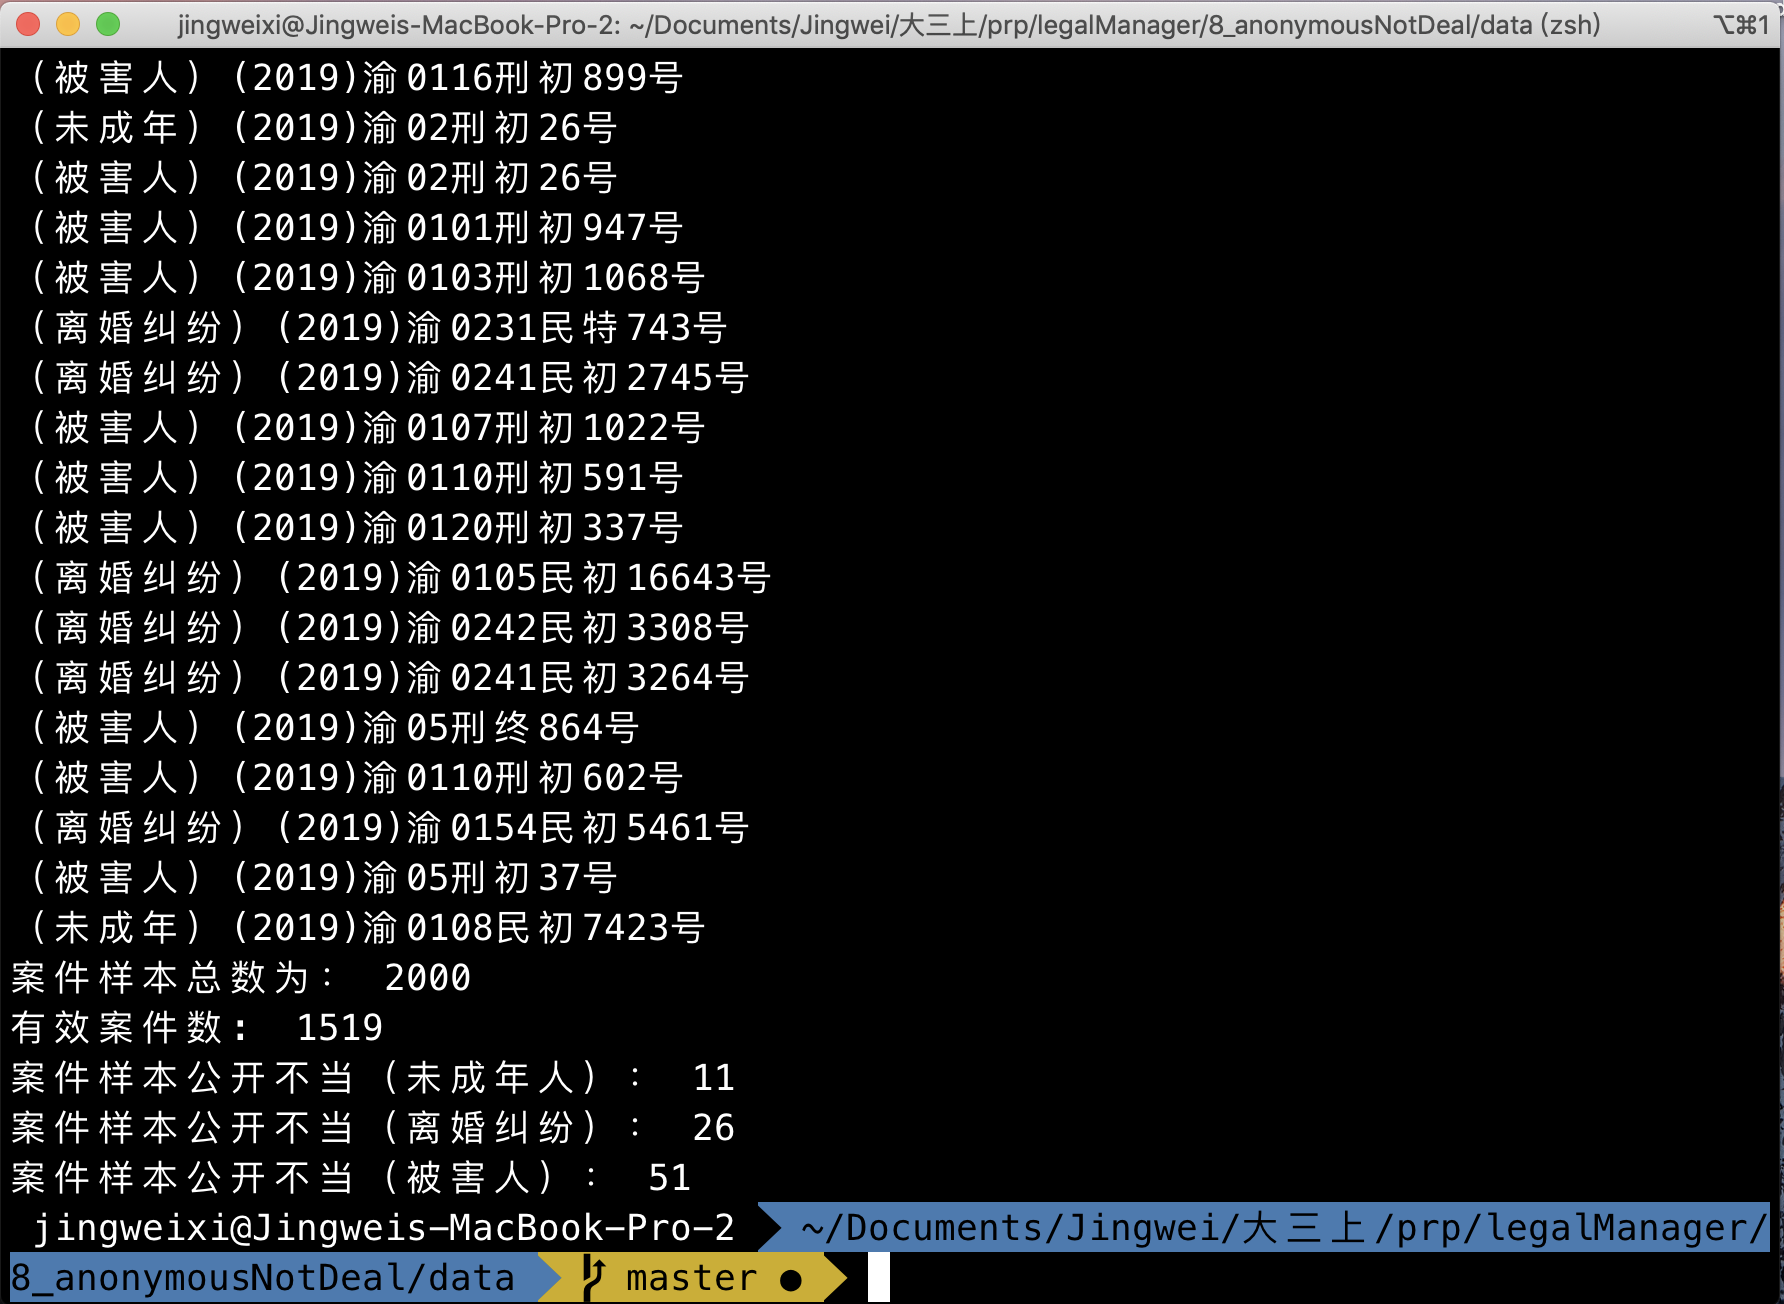 jingweixi@Jingweis-MacBook-Pro-2: ~/Documents/Jingwei/大三上/prp/legalManager/8_anonymousNotDeal/data (zsh) ⌥⌘1
（被害人）(2019)渝0116刑初899号
（未成年）(2019)渝02刑初26号
（被害人）(2019)渝02刑初26号
（被害人）(2019)渝0101刑初947号
（被害人）(2019)渝0103刑初1068号
（离婚纠纷）(2019)渝0231民特743号
（离婚纠纷）(2019)渝0241民初2745号
（被害人）(2019)渝0107刑初1022号
（被害人）(2019)渝0110刑初591号
（被害人）(2019)渝0120刑初337号
（离婚纠纷）(2019)渝0105民初16643号
（离婚纠纷）(2019)渝0242民初3308号
（离婚纠纷）(2019)渝0241民初3264号
（被害人）(2019)渝05刑终864号
（被害人）(2019)渝0110刑初602号
（离婚纠纷）(2019)渝0154民初5461号
（被害人）(2019)渝05刑初37号
（未成年）(2019)渝0108民初7423号
案件样本总数为： 2000
有效案件数: 1519
案件样本公开不当（未成年人）： 11
案件样本公开不当（离婚纠纷）： 26
案件样本公开不当（被害人）： 51
jingweixi@Jingweis-MacBook-Pro-2 ~/Documents/Jingwei/大三上/prp/legalManager/
8_anonymousNotDeal/data master ●